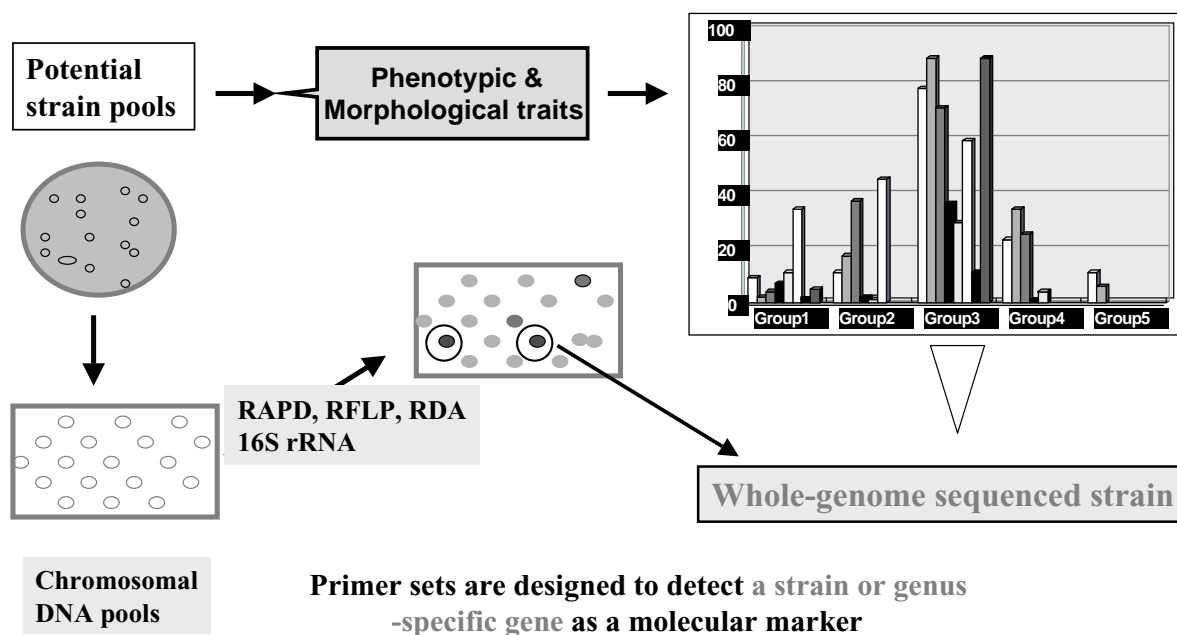 Potential
strain pools
Phenotypic &
Morphological traits
100
80
60
40
20
0
Group1 Group2 Group3 Group4 Group5
RAPD, RFLP, RDA
16S rRNA
Whole-genome sequenced strain
Chromosomal
DNA pools
Primer sets are designed to detect a strain or genus
-specific gene as a molecular marker